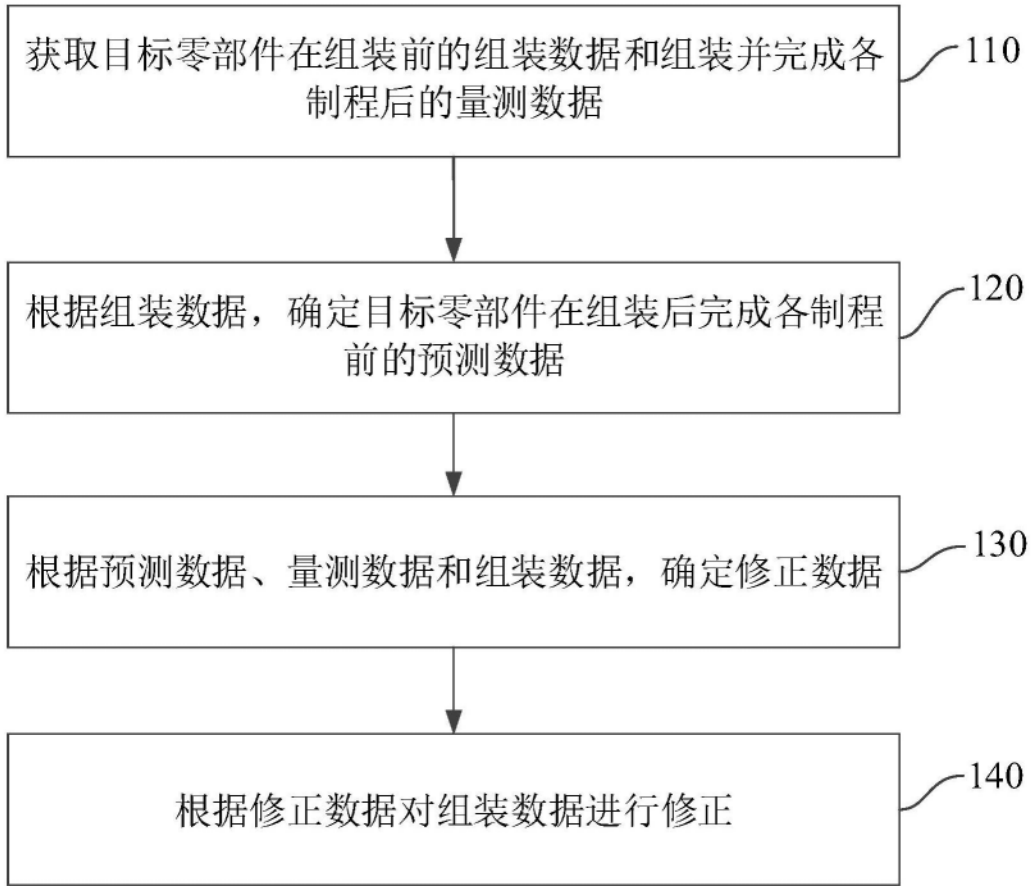 获取目标零部件在组装前的组装数据和组装并完成各
制程后的量测数据
110
根据组装数据，确定目标零部件在组装后完成各制程
前的预测数据
120
根据预测数据、量测数据和组装数据，确定修正数据
130
根据修正数据对组装数据进行修正
140